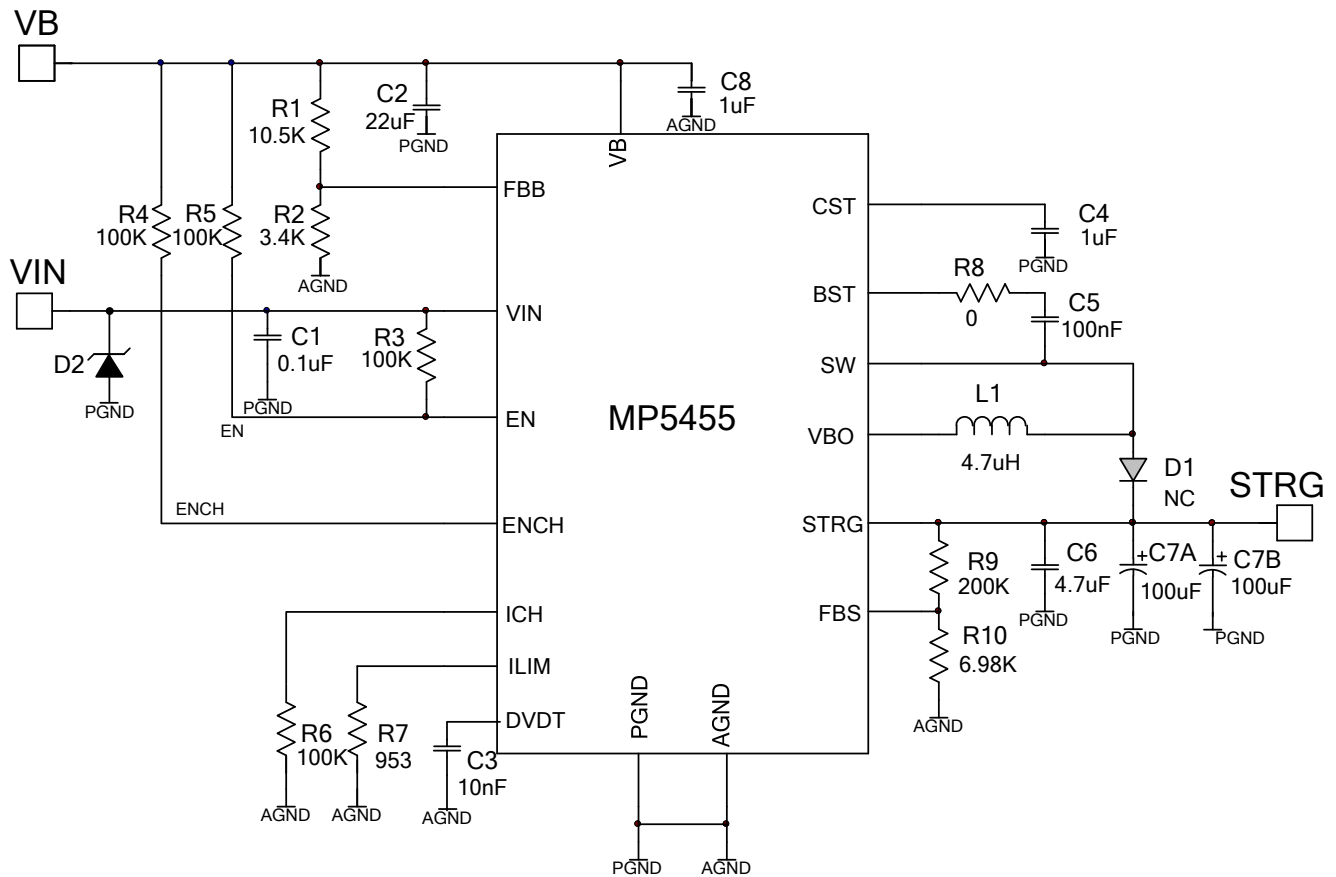 VB
C8
1uF
AGND
C2
22uF
PGND
R1
10.5K
VB
FBB
R4
100K
R5
100K
R2
3.4K
AGND
CST
C4
1uF
PGND
VIN
VIN
BST
R8
0
C5
100nF
D2
PGND
C1
0.1uF
PGND
R3
100K
SW
EN
EN
MP5455
L1
4.7uH
VBO
D1
NC
STRG
ENCH
ENCH
STRG
R9
200K
C6
4.7uF
PGND
+
C7A
100uF
PGND
+
C7B
100uF
PGND
ICH
FBS
R10
6.98K
AGND
ILIM
DVDT
PGND
AGND
R6
100K
AGND
R7
953
AGND
C3
10nF
AGND
PGND
AGND